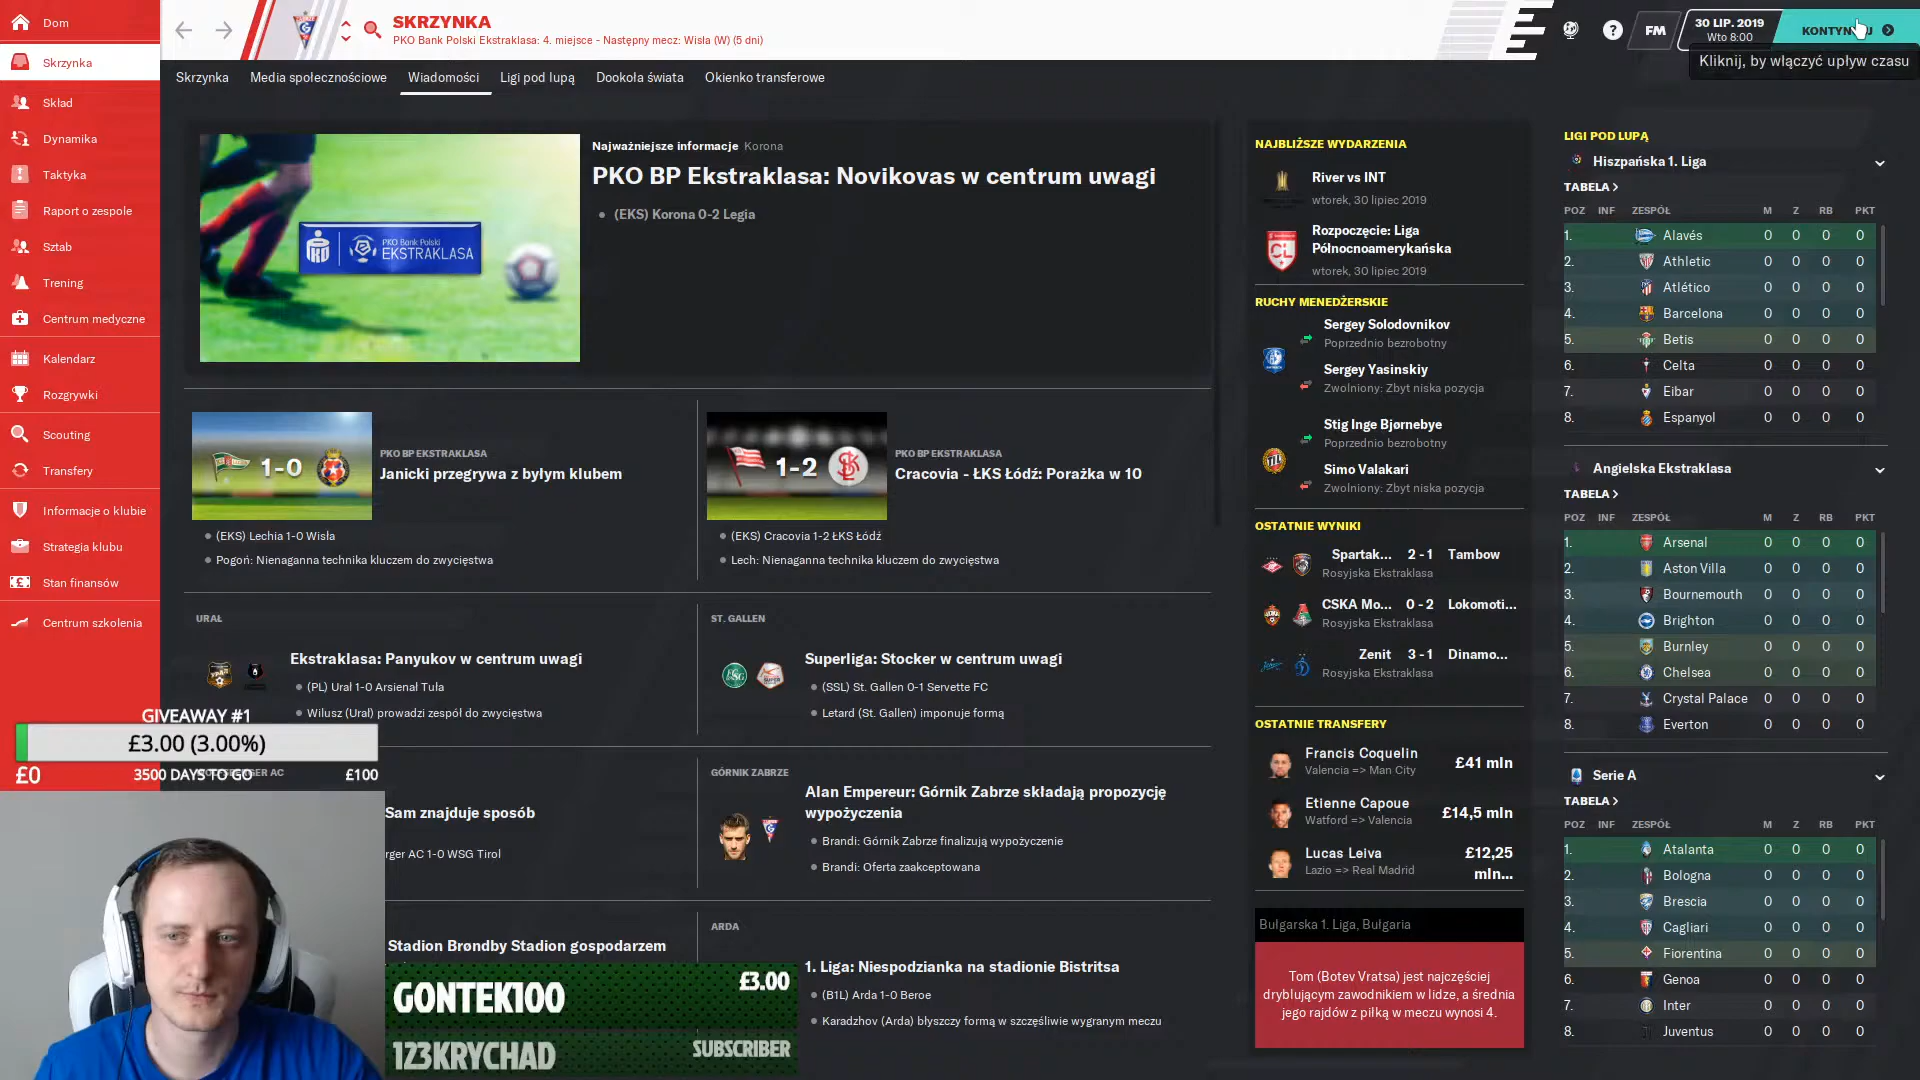 Dom
Skrzynka
Skład
Dynamika
Taktyka
Raport o zespole
Sztab
Trening
Centrum medyczne
Kalendarz
Rozgrywki
Scouting
Transfery
Informacje o klubie
Strategia klubu
Stan finansów
Centrum szkolenia
SKRZYNKA
PKO Bank Polski Ekstraklasa: 4. miejsce - Następny mecz: Wisła (W) (5 dni)
FM
30 LIP. 2019
Wto 8:00
Kliknij, by włączyć upływ czasu
Skrzynka Media społecznościowe Wiadomości Ligi pod lupą Dookoła świata Okienko transferowe
PKO Bank Polski
EKSTRAKLASA
Najważniejsze informacje Korona
PKO BP Ekstraklasa: Novikovas w centrum uwagi
(EKS) Korona 0-2 Legia
1-0
PKO BP EKSTRAKLASA
Janicki przegrywa z byłym klubem
(EKS) Lechia 1-0 Wisła
Pogoń: Nienaganna technika kluczem do zwycięstwa
1-2
PKO BP EKSTRAKLASA
Cracovia - ŁKS Łódź: Porażka w 10
(EKS) Cracovia 1-2 ŁKS Łódź
Lech: Nienaganna technika kluczem do zwycięstwa
URAŁ
Ekstraklasa: Panyukov w centrum uwagi
(PL) Urał 1-0 Arsienał Tuła
Wilusz (Urał) prowadzi zespół do zwycięstwa
ST. GALLEN
Superliga: Stocker w centrum uwagi
(SSL) St. Gallen 0-1 Servette FC
Letard (St. Gallen) imponuje formą
GIVEAWAY #1
£3.00 (3.00%)
£0 3500 DAYS TO GO £100
Sam znajduje sposób
rger AC 1-0 WSG Tirol
GÓRNIK ZABRZE
Alan Empereur: Górnik Zabrze składają propozycję
wypożyczenia
Brandi: Górnik Zabrze finalizują wypożyczenie
Brandi: Oferta zaakceptowana
Stadion Brøndby Stadion gospodarzem
ARDA
1. Liga: Niespodzianka na stadionie Bistritsa
(B1L) Arda 1-0 Beroe
Karadzhov (Arda) błyszczy formą w szczęśliwie wygranym meczu
GONTEK100 £3.00
123KRYCHAD SUBSCRIBER
NAJBLIŻSZE WYDARZENIA
River vs INT
wtorek, 30 lipiec 2019
Rozpoczęcie: Liga
Północnoamerykańska
wtorek, 30 lipiec 2019
RUCHY MENEDŻERSKIE
Sergey Solodovnikov
Poprzednio bezrobotny
Sergey Yasinskiy
Zwolniony: Zbyt niska pozycja
Stig Inge Bjørnebye
Poprzednio bezrobotny
Simo Valakari
Zwolniony: Zbyt niska pozycja
OSTATNIE WYNIKI
Spartak... 2 - 1 Tambow
Rosyjska Ekstraklasa
CSKA Mo... 0 - 2 Lokomoti...
Rosyjska Ekstraklasa
Zenit 3 - 1 Dinamo...
Rosyjska Ekstraklasa
OSTATNIE TRANSFERY
Francis Coquelin £41 mln
Valencia => Man City
Etienne Capoue £14,5 mln
Watford => Valencia
Lucas Leiva £12,25
Lazio => Real Madrid mln...
Bułgarska 1. Liga, Bułgaria
Tom (Botev Vratsa) jest najczęściej
dryblującym zawodnikiem w lidze, a średnia
jego rajdów z piłką w meczu wynosi 4.
LIGI POD LUPĄ
Hiszpańska 1. Liga
TABELA
POZ INF ZESPÓŁ M Z RB PKT
1. Alavés 0 0 0 0
2. Athletic 0 0 0 0
3. Atlético 0 0 0 0
4. Barcelona 0 0 0 0
5. Betis 0 0 0 0
6. Celta 0 0 0 0
7. Eibar 0 0 0 0
8. Espanyol 0 0 0 0
Angielska Ekstraklasa
TABELA
POZ INF ZESPÓŁ M Z RB PKT
1. Arsenal 0 0 0 0
2. Aston Villa 0 0 0 0
3. Bournemouth 0 0 0 0
4. Brighton 0 0 0 0
5. Burnley 0 0 0 0
6. Chelsea 0 0 0 0
7. Crystal Palace 0 0 0 0
8. Everton 0 0 0 0
Serie A
TABELA
POZ INF ZESPÓŁ M Z RB PKT
1. Atalanta 0 0 0 0
2. Bologna 0 0 0 0
3. Brescia 0 0 0 0
4. Cagliari 0 0 0 0
5. Fiorentina 0 0 0 0
6. Genoa 0 0 0 0
7. Inter 0 0 0 0
8. Juventus 0 0 0 0